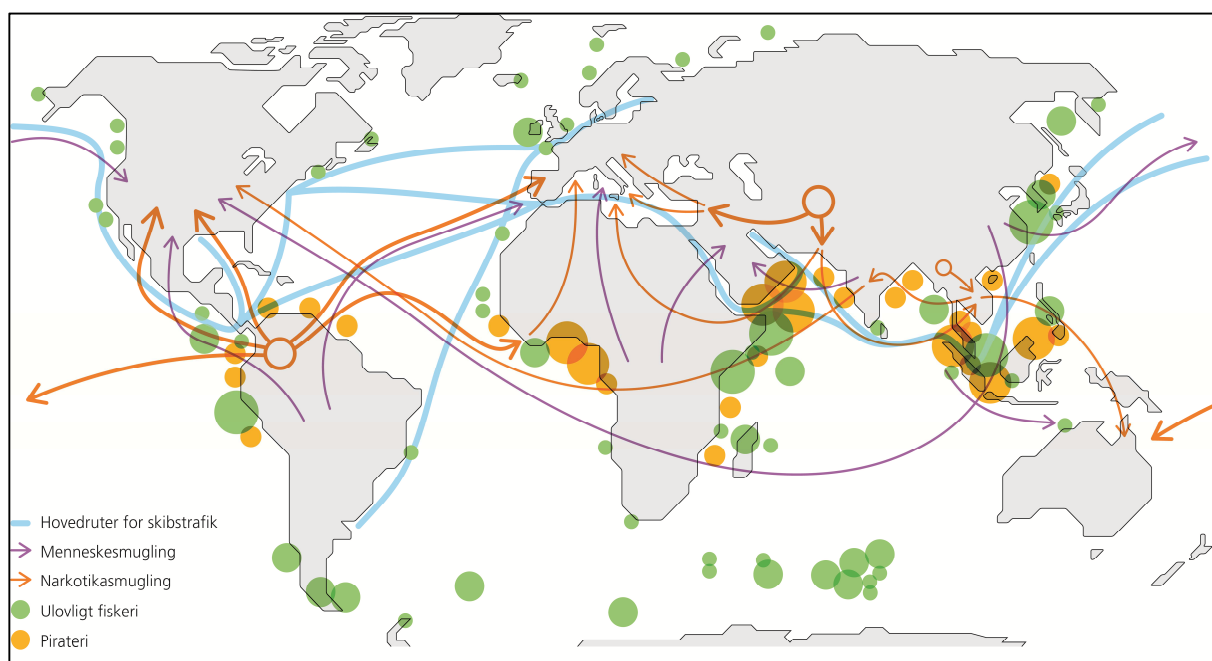 Hovedruter for skibstrafik
Menneskesmugling
Narkotikasmugling
Ulovligt fiskeri
Pirateri